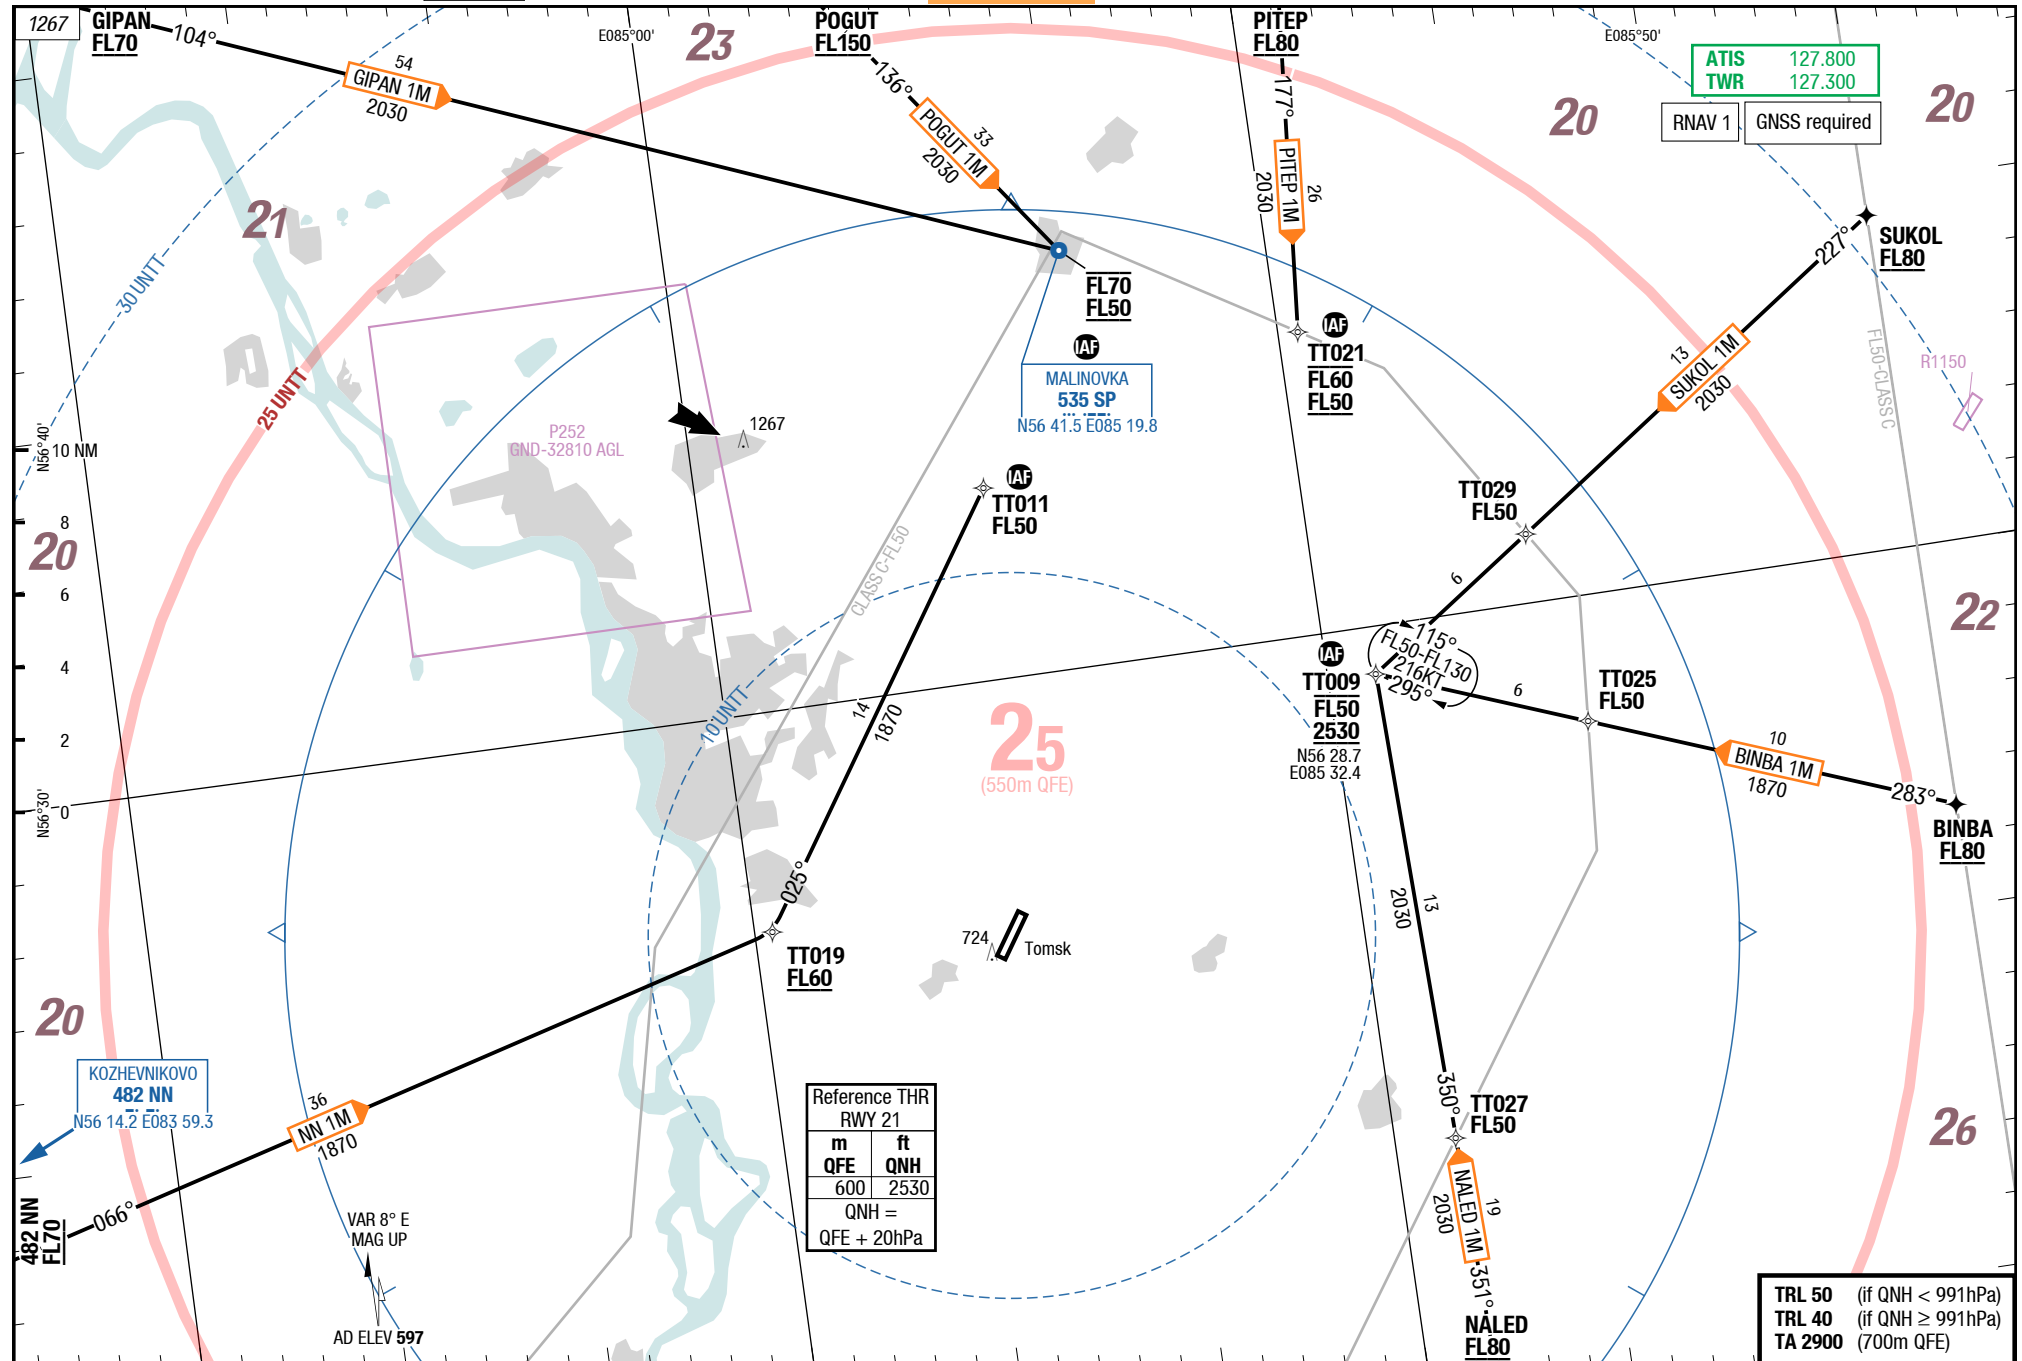 1267
GIPAN
FL70
104°
54
GIPAN 1M
2030
E085°00'
23
POGUT
FL150
136°
33
POGUT 1M
2030
PITEP
FL80
177°
26
PITEP 1M
2030
E085°50'
ATIS 127.800
TWR 127.300
RNAV 1
GNSS required
20
20
21
30 UNTT
25 UNTT
SUKOL
FL80
227°
13
SUKOL 1M
2030
FL50-CLASS C
R1150
FL70
FL50
IAF
MALINOVKA
535 SP
N56 41.5 E085 19.8
IAF
TT021
FL60
FL50
P252
GND-32810 AGL
1267
N56°40'
10 NM
8
6
4
2
0
N56°30'
20
IAF
TT011
FL50
CLASS C-FL50
TT029
FL50
6
22
115°
FL50-FL130
216KT
295°
IAF
TT009
FL50
2530
N56 28.7
E085 32.4
6
TT025
FL50
10
BINBA 1M
1870
283°
BINBA
FL80
10 UNTT
14
1870
25
(550m QFE)
025°
TT019
FL60
724
Tomsk
13
2030
350°
TT027
FL50
19
NALED 1M
2030
351°
NALED
FL80
20
26
KOZHEVNIKOVO
482 NN
N56 14.2 E083 59.3
36
NN 1M
1870
066°
482 NN
FL70
VAR 8° E
MAG UP
AD ELEV 597
Reference THR
RWY 21
m ft
QFE QNH
600 2530
QNH =
QFE + 20hPa
TRL 50 (if QNH < 991hPa)
TRL 40 (if QNH ≥ 991hPa)
TA 2900 (700m QFE)